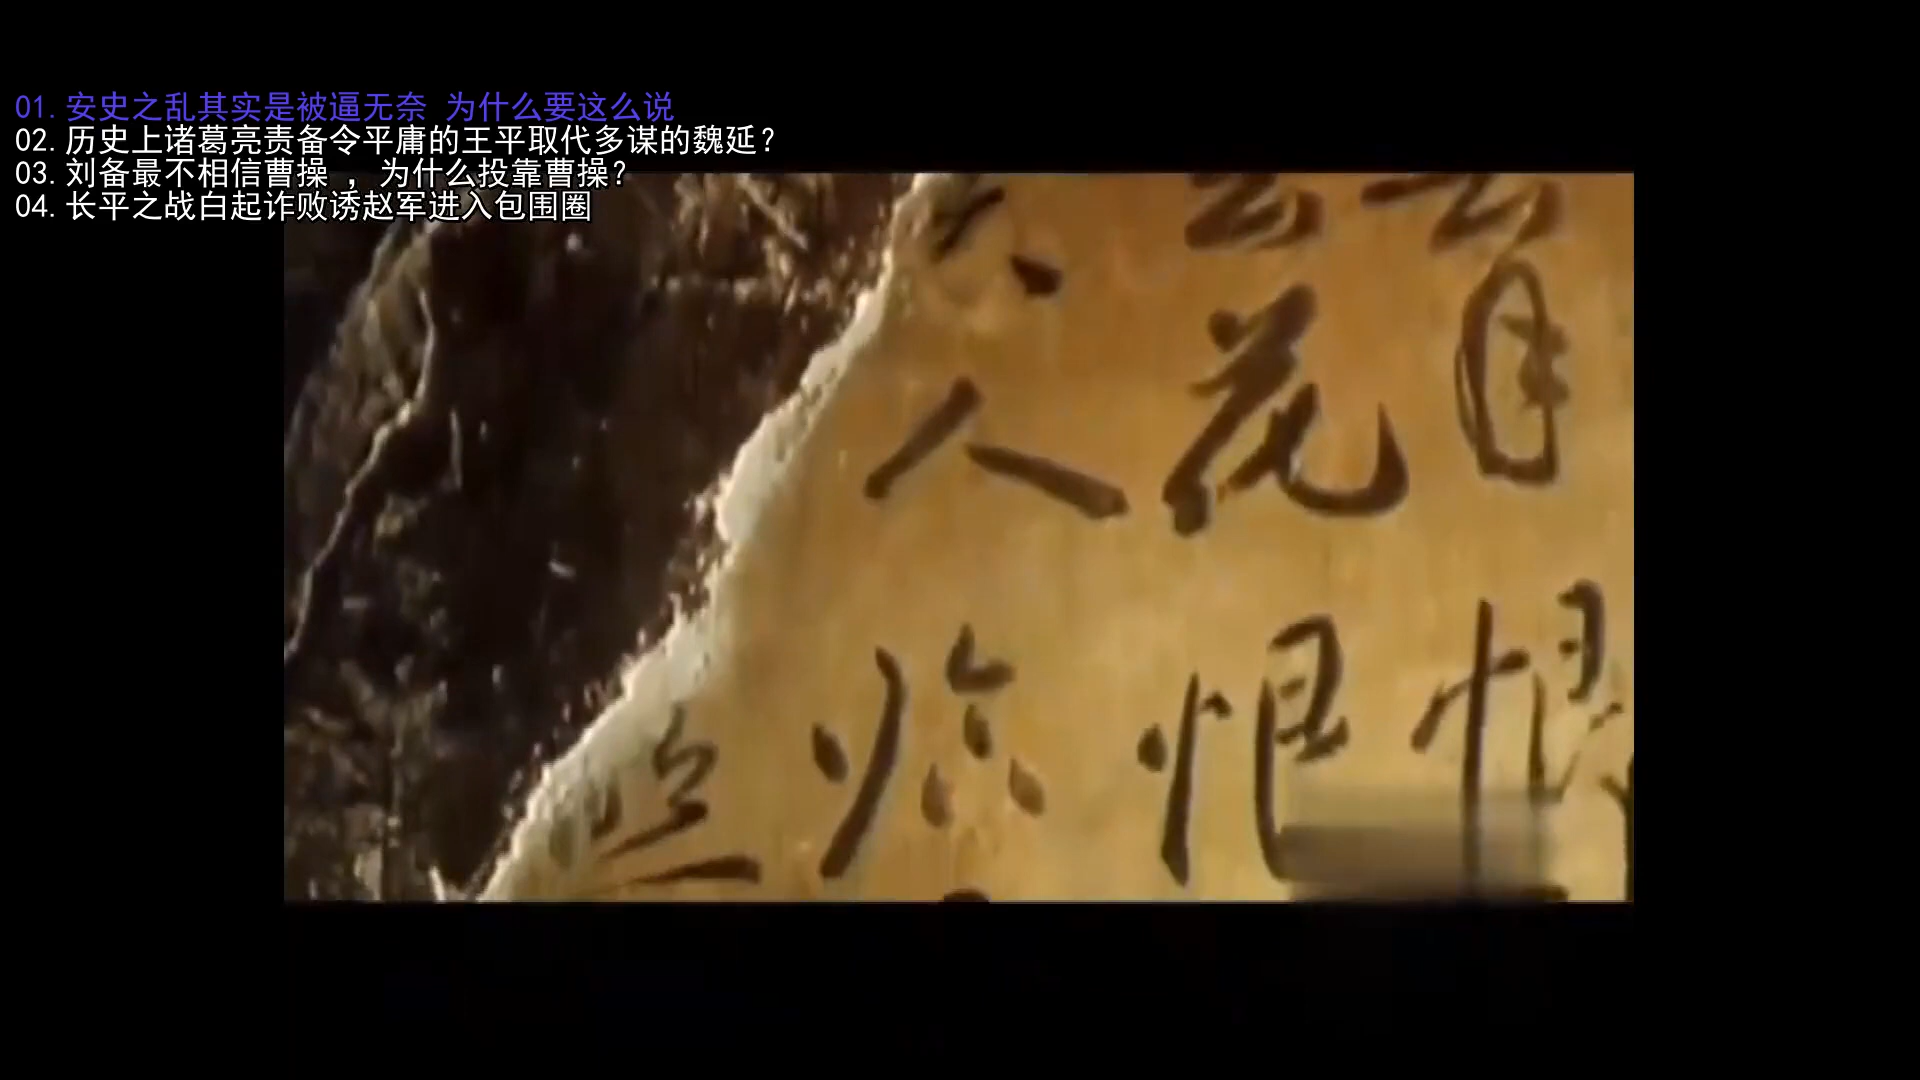 01. 安史之乱其实是被逼无奈 为什么要这么说
02. 历史上诸葛亮责备令平庸的王平取代多谋的魏延?
03. 刘备最不相信曹操 , 为什么投靠曹操?
04. 长平之战白起诈败诱赵军进入包围圈
人 花
恨 恨